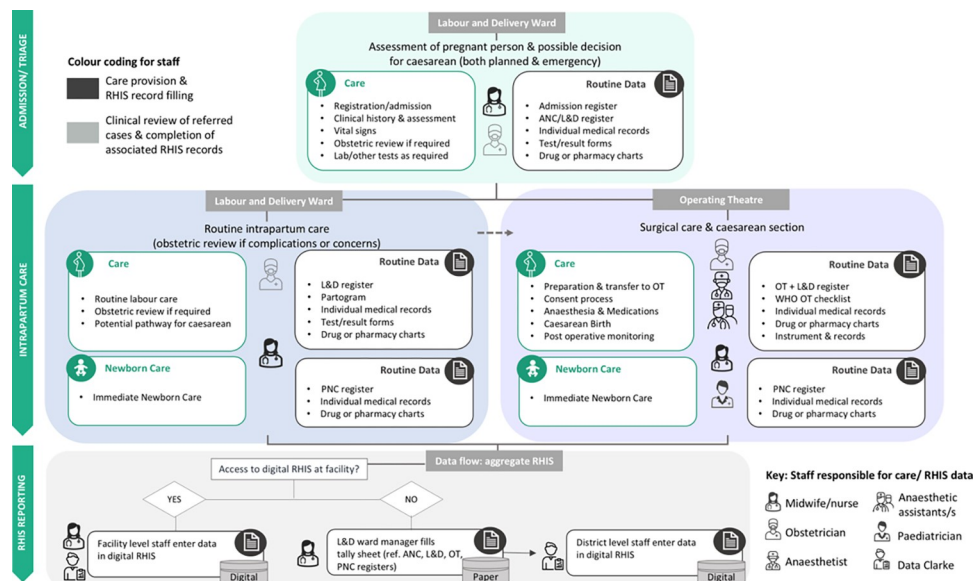 ADMISSION/ TRIAGE
Colour coding for staff
Care provision &
RHIS record filling
Clinical review of referred
cases & completion of
associated RHIS records
Labour and Delivery Ward
Assessment of pregnant person & possible decision
for caesarean (both planned & emergency)
Care
• Registration/admission
• Clinical history & assessment
• Vital signs
• Obstetric review if required
• Lab/other tests as required
Routine Data
• Admission register
• ANC/L&D register
• Individual medical records
• Test/result forms
• Drug or pharmacy charts
INTRAPARTUM CARE
Labour and Delivery Ward
Routine intrapartum care
(obstetric review if complications or concerns)
Care
• Routine labour care
• Obstetric review if required
• Potential pathway for caesarean
Routine Data
• L&D register
• Partogram
• Individual medical records
• Test/result forms
• Drug or pharmacy charts
Newborn Care
• Immediate Newborn Care
Routine Data
• PNC register
• Individual medical records
• Drug or pharmacy charts
Operating Theatre
Surgical care & caesarean section
Care
• Preparation & transfer to OT
• Consent process
• Anaesthesia & Medications
• Caesarean Birth
• Post operative monitoring
Routine Data
• OT + L&D register
• WHO OT checklist
• Individual medical records
• Drug or pharmacy charts
• Instrument & records
Newborn Care
• Immediate Newborn Care
Routine Data
• PNC register
• Individual medical records
• Drug or pharmacy charts
RHIS REPORTING
Data flow: aggregate RHIS
Access to digital RHIS at facility?
YES
NO
Facility level staff enter data
in digital RHIS
Digital
L&D ward manager fills
tally sheet (ref. ANC, L&D, OT,
PNC registers)
Paper
District level staff enter data
in digital RHIS
Digital
Key: Staff responsible for care/ RHIS data
Midwife/nurse
Obstetrician
Anaesthetist
Anaesthetic
assistants/s
Paediatrician
Data Clarke